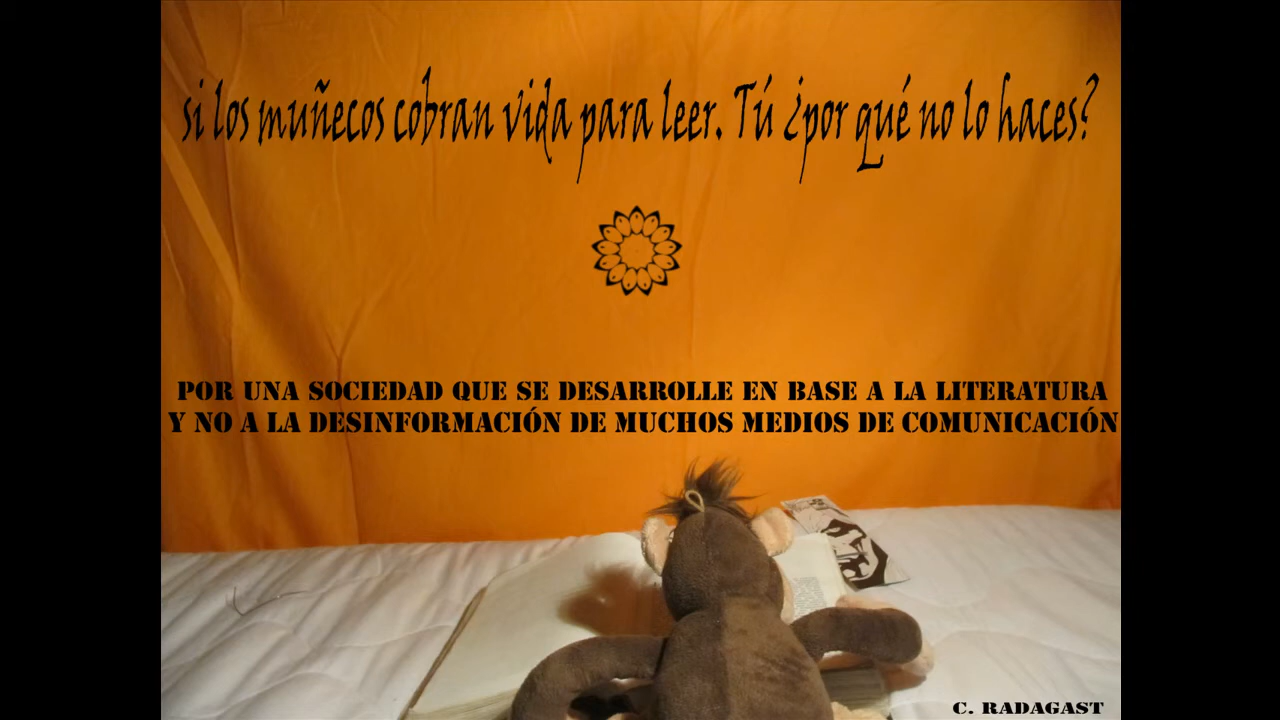 si los muñecos cobran vida para leer. Tú ¿por qué no lo haces?
POR UNA SOCIEDAD QUE SE DESARROLLE EN BASE A LA LITERATURA
Y NO A LA DESINFORMACIÓN DE MUCHOS MEDIOS DE COMUNICACIÓN
C. RADAGAST